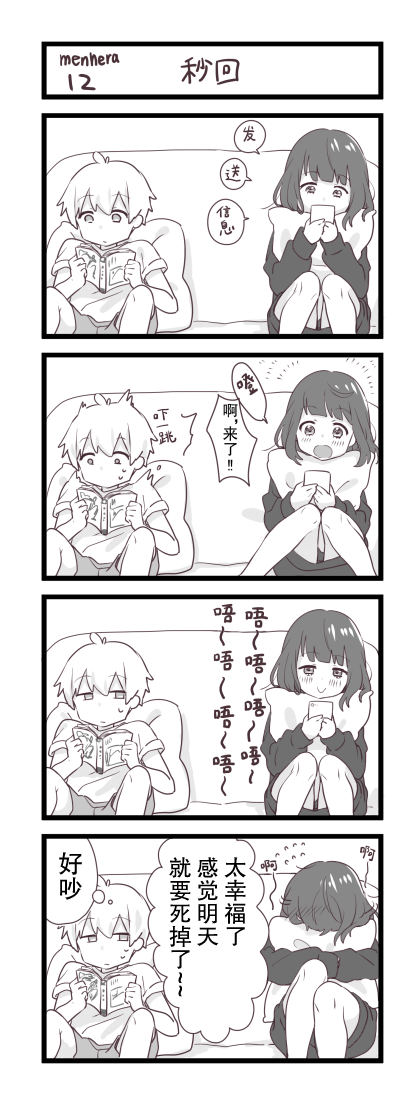 menhera
12
秒回
发
送
信息
噔
啊,来了!!
吓一跳
唔~唔~唔~唔~
唔~唔~唔~唔~
啊
啊
太幸福了
感觉明天
就要死掉了~~
好吵